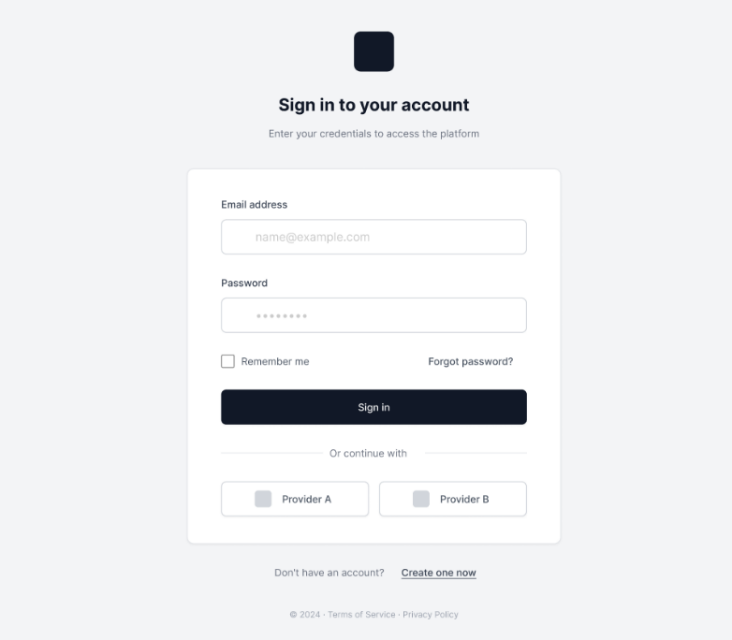 Sign in to your account
Enter your credentials to access the platform
Email address
name@example.com
Password
••••••••
Remember me Forgot password?
Sign in
Or continue with
Provider A Provider B
Don't have an account? Create one now
© 2024 · Terms of Service · Privacy Policy